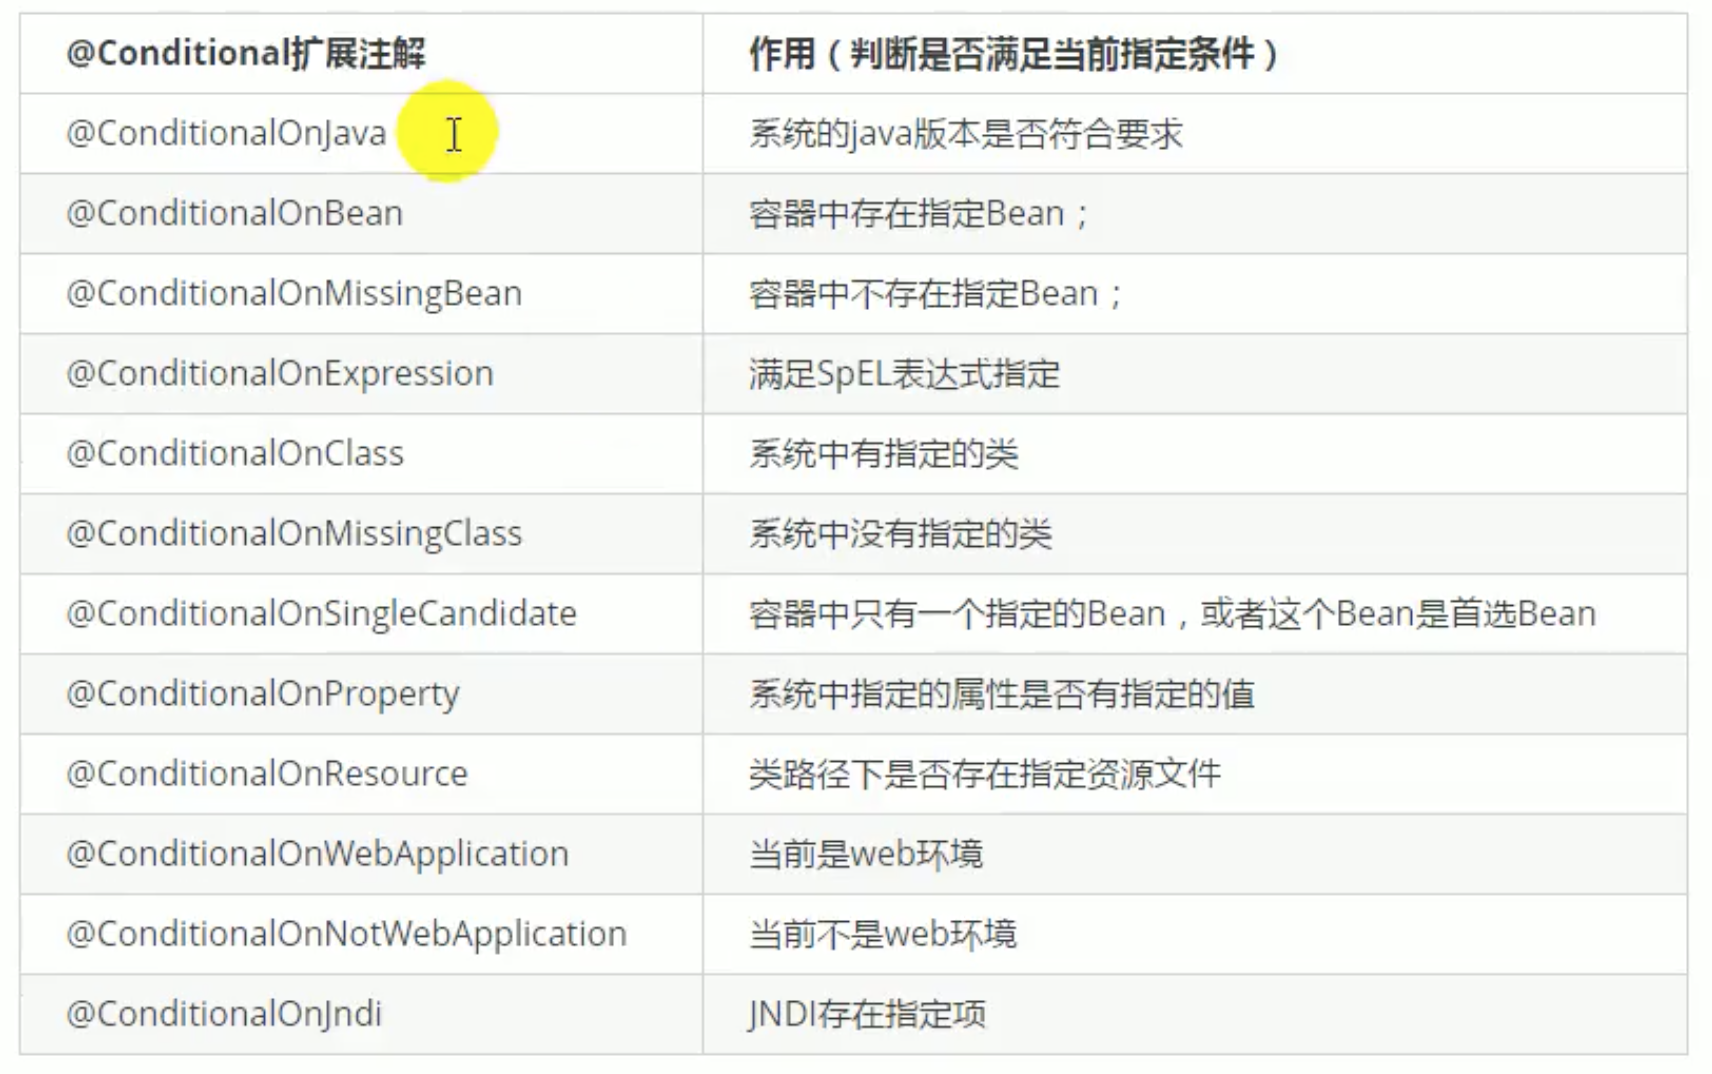 @Conditional扩展注解 作用（判断是否满足当前指定条件）
@ConditionalOnJava 系统的java版本是否符合要求
@ConditionalOnBean 容器中存在指定Bean；
@ConditionalOnMissingBean 容器中不存在指定Bean；
@ConditionalOnExpression 满足SpEL表达式指定
@ConditionalOnClass 系统中有指定的类
@ConditionalOnMissingClass 系统中没有指定的类
@ConditionalOnSingleCandidate 容器中只有一个指定的Bean，或者这个Bean是首选Bean
@ConditionalOnProperty 系统中指定的属性是否有指定的值
@ConditionalOnResource 类路径下是否存在指定资源文件
@ConditionalOnWebApplication 当前是web环境
@ConditionalOnNotWebApplication 当前不是web环境
@ConditionalOnJndi JNDI存在指定项